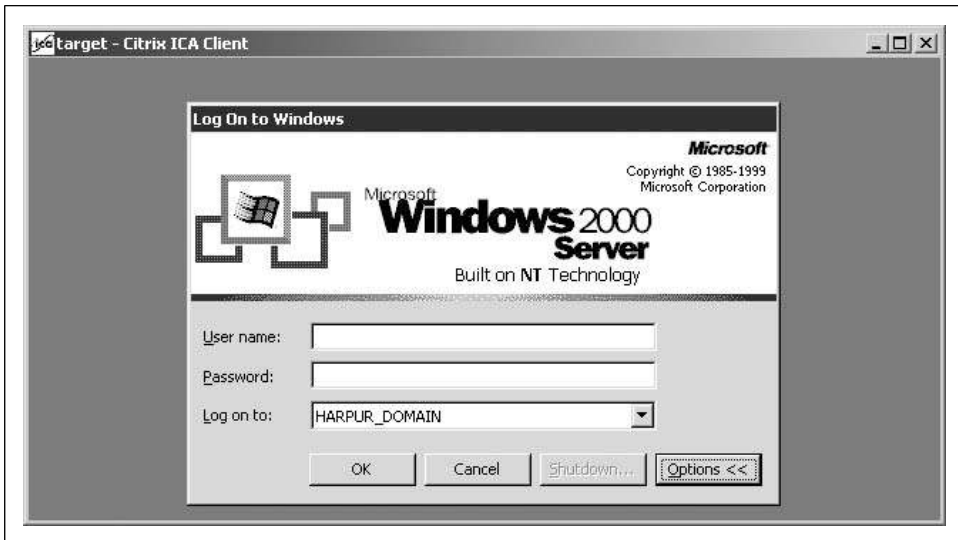 ica target - Citrix ICA Client
Log On to Windows
Microsoft
Copyright © 1985-1999
Microsoft Corporation
Microsoft
Windows 2000
Server
Built on NT Technology
User name:
Password:
Log on to: HARPUR_DOMAIN
OK Cancel Shutdown... Options <<